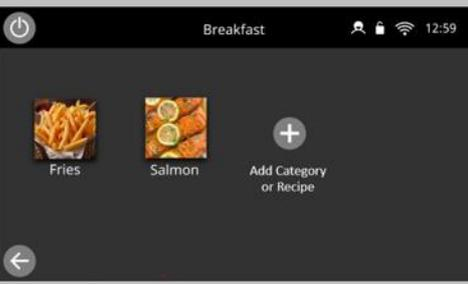 Breakfast
12:59
Fries
Salmon
Add Category
or Recipe